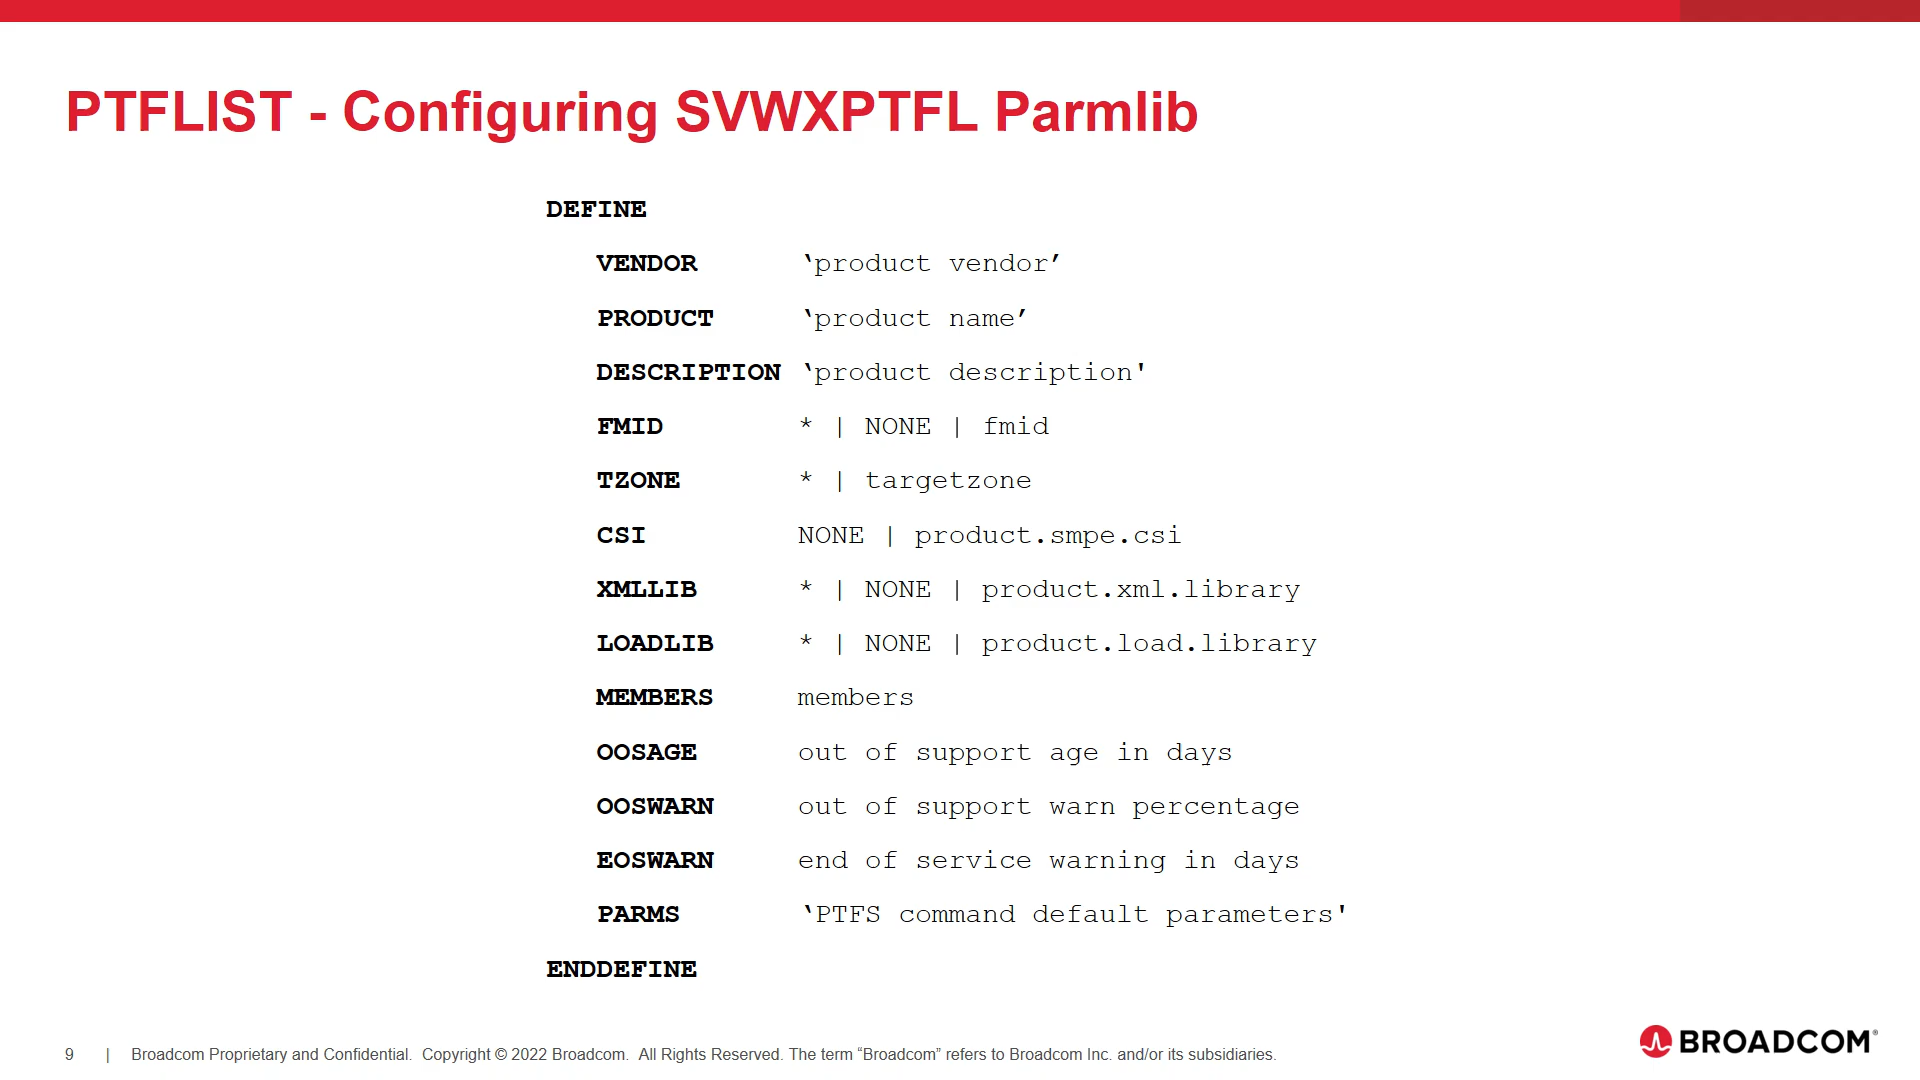 PTFLIST - Configuring SVWXPTFL Parmlib
DEFINE
VENDOR ‘product vendor’
PRODUCT ‘product name’
DESCRIPTION ‘product description'
FMID * | NONE | fmid
TZONE * | targetzone
CSI NONE | product.smpe.csi
XMLLIB * | NONE | product.xml.library
LOADLIB * | NONE | product.load.library
MEMBERS members
OOSAGE out of support age in days
OOSWARN out of support warn percentage
EOSWARN end of service warning in days
PARMS ‘PTFS command default parameters'
ENDDEFINE
9 | Broadcom Proprietary and Confidential. Copyright © 2022 Broadcom. All Rights Reserved. The term “Broadcom” refers to Broadcom Inc. and/or its subsidiaries.
BROADCOM®